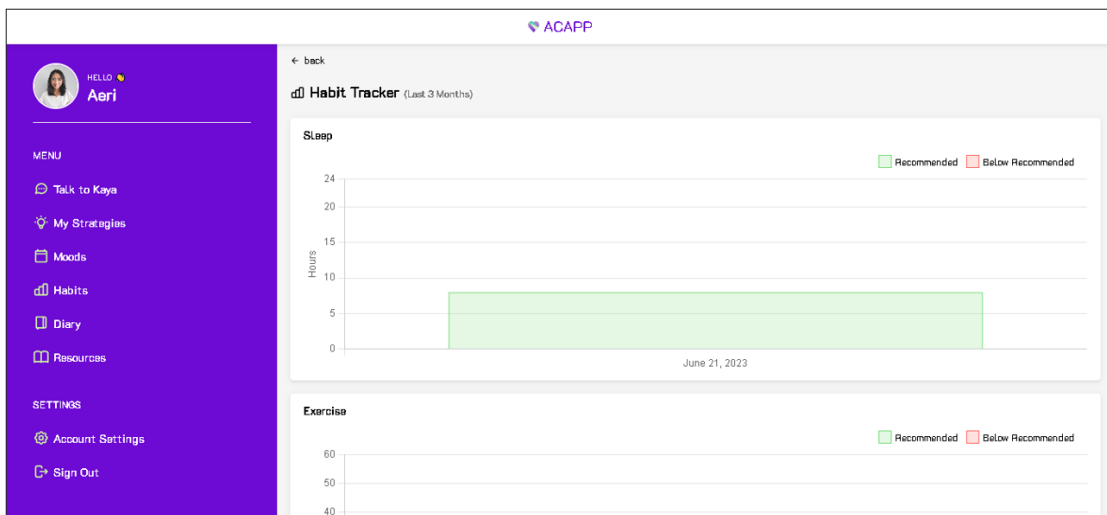 ACAPP
HELLO 👋
Aeri
MENU
Talk to Kaya
My Strategies
Moods
Habits
Diary
Resources
SETTINGS
Account Settings
Sign Out
← back
Habit Tracker (Last 3 Months)
Sleep
Recommended Below Recommended
24
20
15
10
5
0
Hours
June 21, 2023
Exercise
Recommended Below Recommended
60
50
40